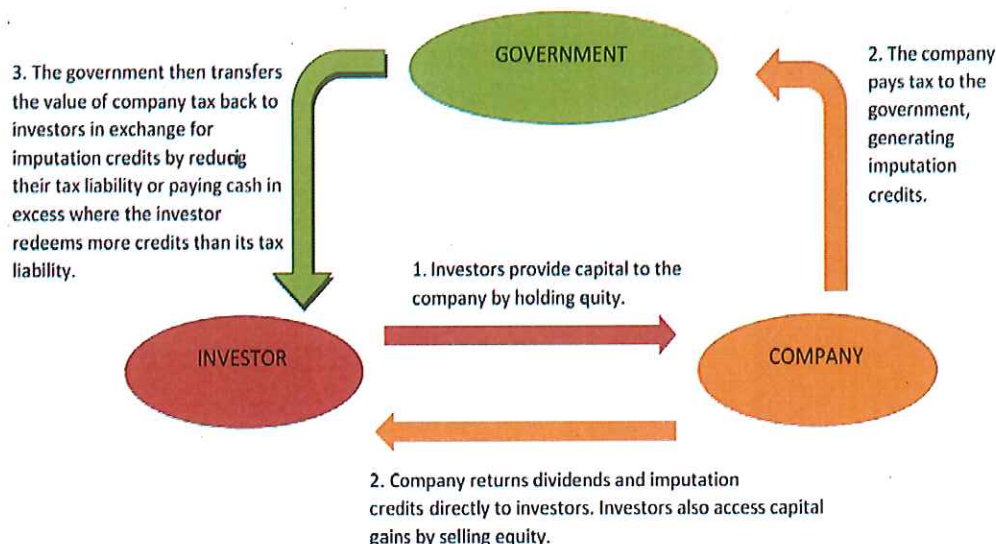 GOVERNMENT
3. The government then transfers
the value of company tax back to
investors in exchange for
imputation credits by reducig
their tax liability or paying cash in
excess where the investor
redeems more credits than its tax
liability.
2. The company
pays tax to the
government,
generating
imputation
credits.
1. Investors provide capital to the
company by holding quity.
INVESTOR
COMPANY
2. Company returns dividends and imputation
credits directly to investors. Investors also access capital
gains by selling equity.